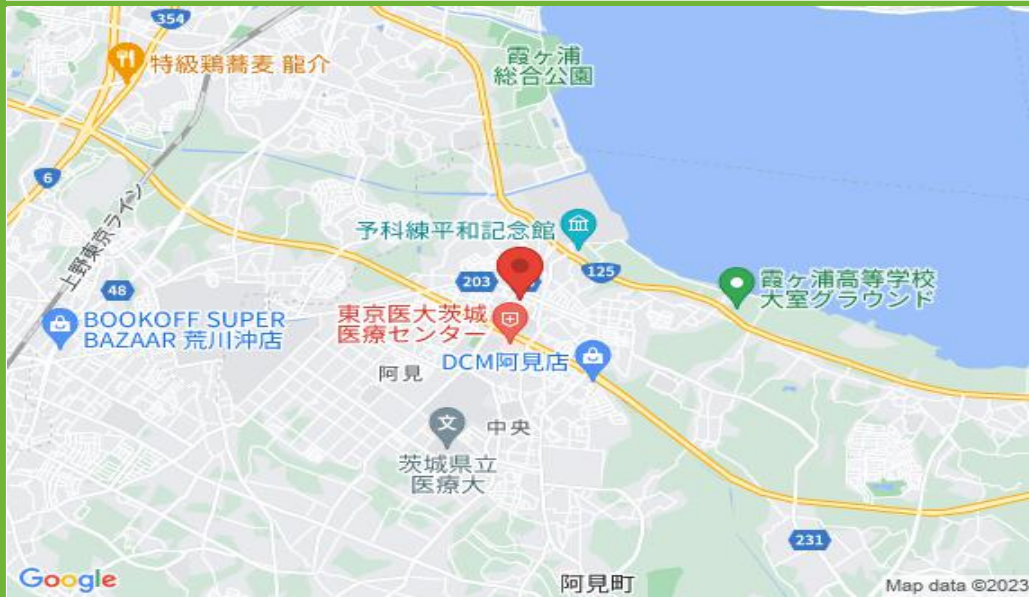 354
特級鶏蕎麦 龍介
霞ヶ浦
総合公園
6
上野東京ライン
予科練平和記念館
125
48
203
霞ヶ浦高等学校
大室グラウンド
BOOKOFF SUPER
BAZAAR 荒川沖店
東京医大茨城
医療センター
DCM阿見店
阿見
文
中央
茨城県立
医療大
231
阿見町
Google
Map data ©2023